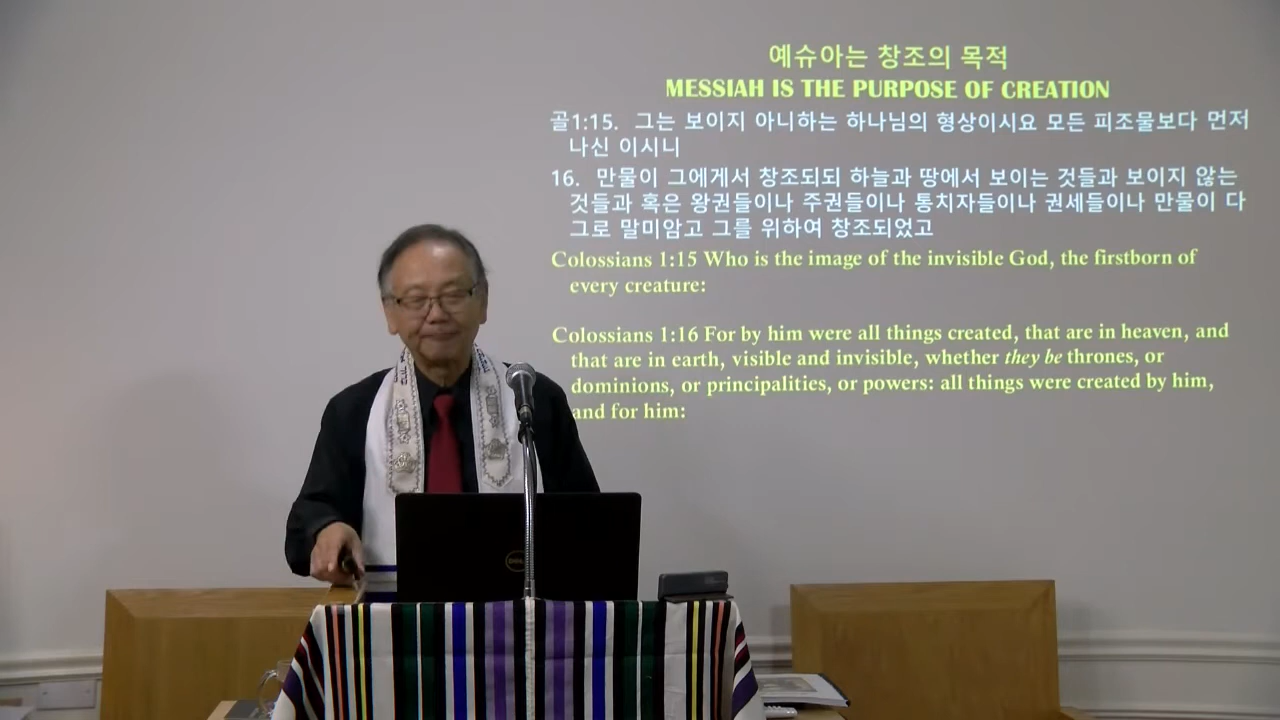 예슈아는 창조의 목적
MESSIAH IS THE PURPOSE OF CREATION
골1:15. 그는 보이지 아니하는 하나님의 형상이시요 모든 피조물보다 먼저
나신 이시니
16. 만물이 그에게서 창조되되 하늘과 땅에서 보이는 것들과 보이지 않는
것들과 혹은 왕권들이나 주권들이나 통치자들이나 권세들이나 만물이 다
그로 말미암고 그를 위하여 창조되었고
Colossians 1:15 Who is the image of the invisible God, the firstborn of
every creature:
Colossians 1:16 For by him were all things created, that are in heaven, and
that are in earth, visible and invisible, whether they be thrones, or
dominions, or principalities, or powers: all things were created by him,
and for him:
DELL